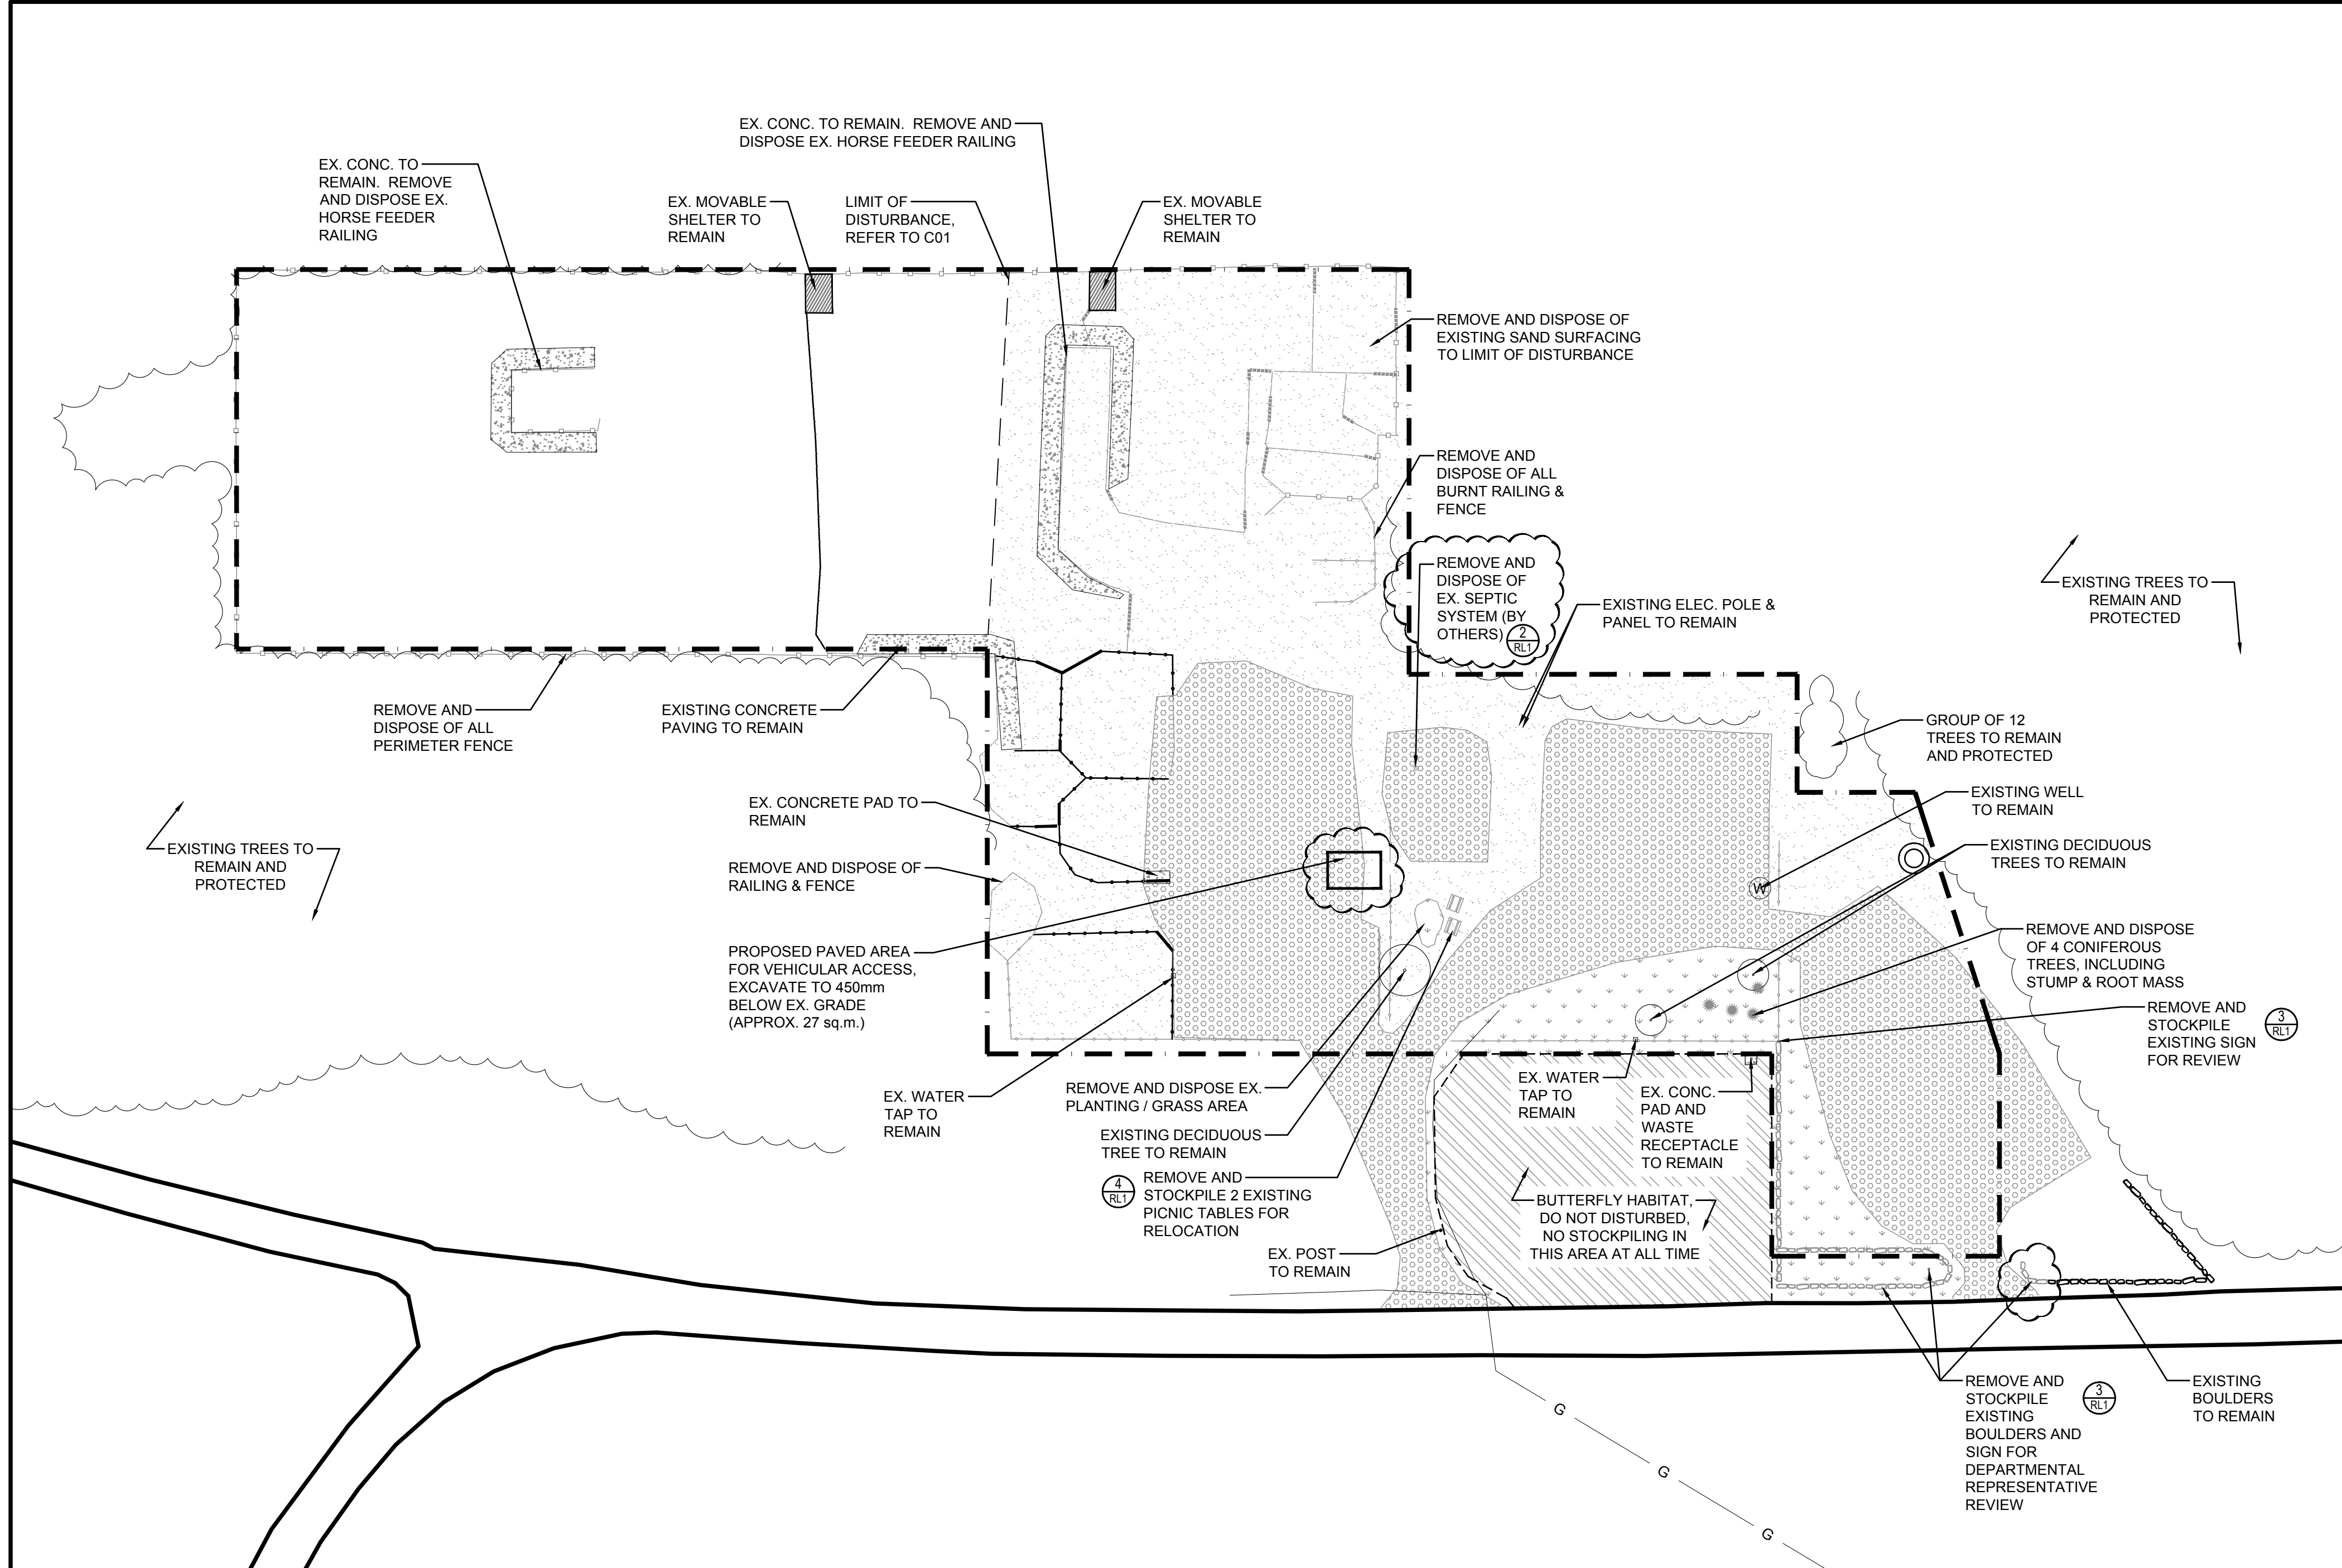 EX. CONC. TO REMAIN. REMOVE AND
DISPOSE EX. HORSE FEEDER RAILING
EX. CONC. TO
REMAIN. REMOVE
AND DISPOSE EX.
HORSE FEEDER
RAILING
EX. MOVABLE
SHELTER TO
REMAIN
LIMIT OF
DISTURBANCE,
REFER TO C01
EX. MOVABLE
SHELTER TO
REMAIN
REMOVE AND DISPOSE OF
EXISTING SAND SURFACING
TO LIMIT OF DISTURBANCE
REMOVE AND
DISPOSE OF ALL
BURNT RAILING &
FENCE
REMOVE AND
DISPOSE OF
EX. SEPTIC
SYSTEM (BY
OTHERS)
2
RL1
EXISTING ELEC. POLE &
PANEL TO REMAIN
EXISTING TREES TO
REMAIN AND
PROTECTED
REMOVE AND
DISPOSE OF ALL
PERIMETER FENCE
EXISTING CONCRETE
PAVING TO REMAIN
GROUP OF 12
TREES TO REMAIN
AND PROTECTED
EXISTING WELL
TO REMAIN
EX. CONCRETE PAD TO
REMAIN
EXISTING TREES TO
REMAIN AND
PROTECTED
EXISTING DECIDUOUS
TREES TO REMAIN
REMOVE AND DISPOSE OF
RAILING & FENCE
W
REMOVE AND DISPOSE
OF 4 CONIFEROUS
TREES, INCLUDING
STUMP & ROOT MASS
PROPOSED PAVED AREA
FOR VEHICULAR ACCESS,
EXCAVATE TO 450mm
BELOW EX. GRADE
(APPROX. 27 sq.m.)
REMOVE AND
STOCKPILE
EXISTING SIGN
FOR REVIEW
3
RL1
EX. WATER
TAP TO
REMAIN
REMOVE AND DISPOSE EX.
PLANTING / GRASS AREA
EX. WATER
TAP TO
REMAIN
EX. CONC.
PAD AND
WASTE
RECEPTACLE
TO REMAIN
EXISTING DECIDUOUS
TREE TO REMAIN
4
RL1
REMOVE AND
STOCKPILE 2 EXISTING
PICNIC TABLES FOR
RELOCATION
BUTTERFLY HABITAT,
DO NOT DISTURBED,
NO STOCKPILING IN
THIS AREA AT ALL TIME
EX. POST
TO REMAIN
REMOVE AND
STOCKPILE
EXISTING
BOULDERS AND
SIGN FOR
DEPARTMENTAL
REPRESENTATIVE
REVIEW
3
RL1
EXISTING
BOULDERS
TO REMAIN
G
G
G